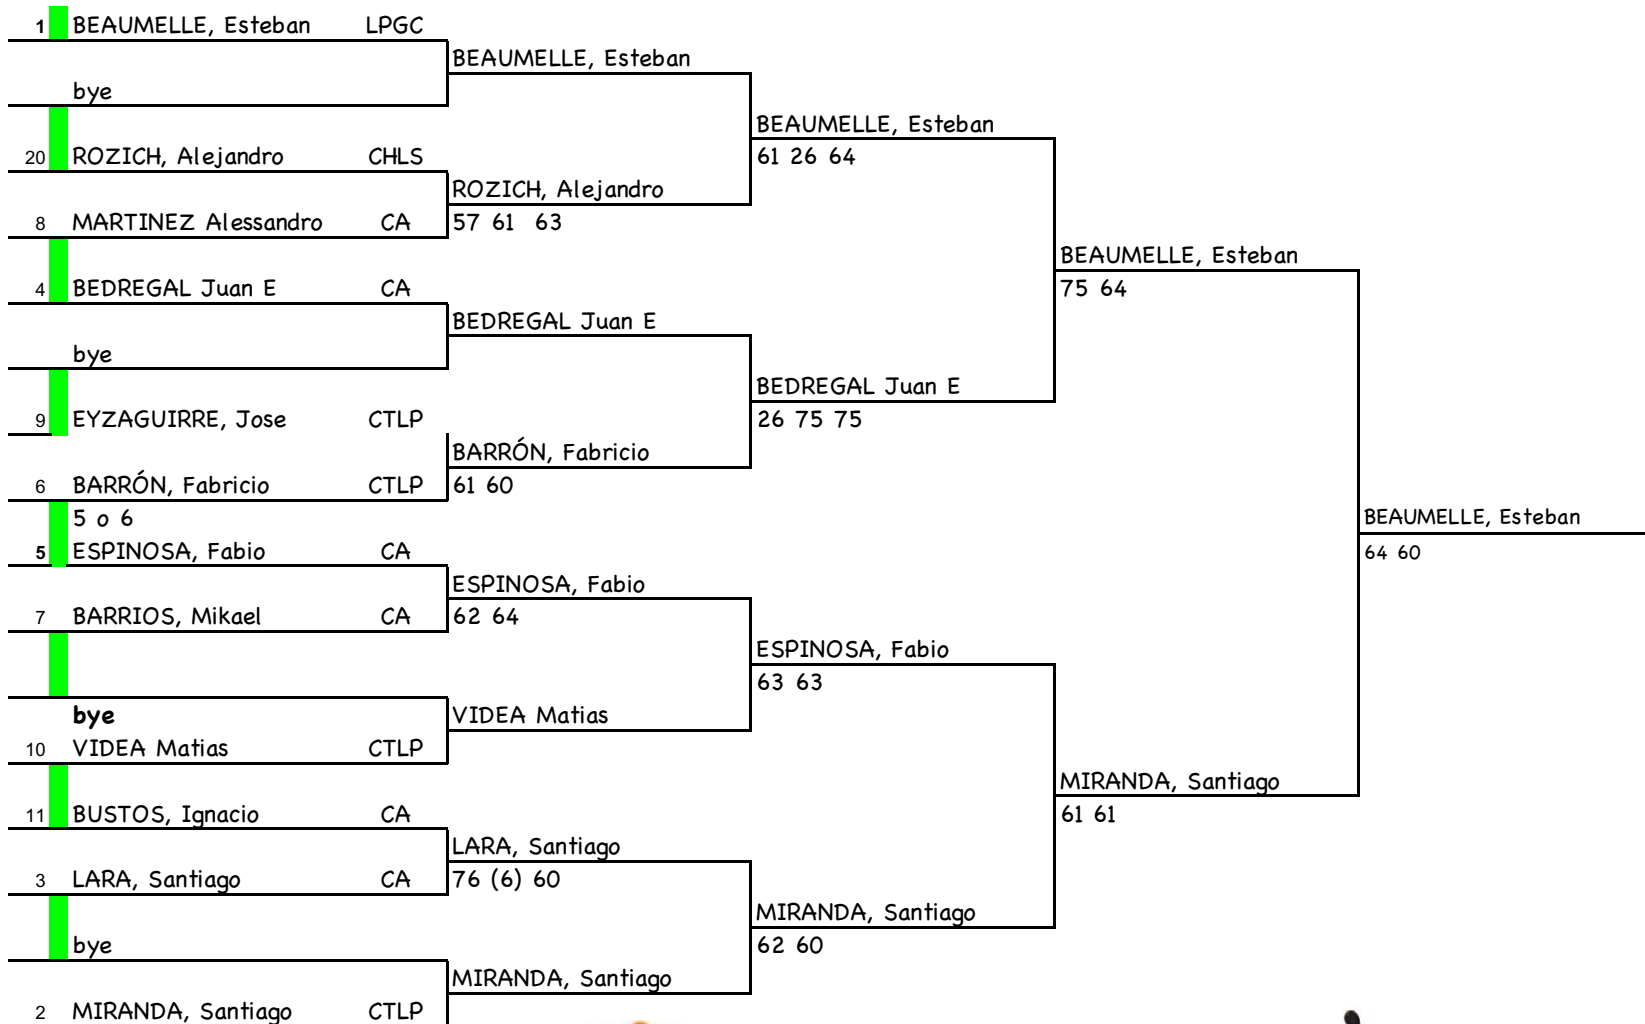 1 BEAUMELLE, Esteban LPGC
BEAUMELLE, Esteban
bye
BEAUMELLE, Esteban
20 ROZICH, Alejandro CHLS
61 26 64
ROZICH, Alejandro
8 MARTINEZ Alessandro CA
57 61 63
BEAUMELLE, Esteban
4 BEDREGAL Juan E CA
75 64
BEDREGAL Juan E
bye
BEDREGAL Juan E
9 EYZAGUIRRE, Jose CTLP
26 75 75
BARRÓN, Fabricio
6 BARRÓN, Fabricio CTLP
61 60
5 o 6
BEAUMELLE, Esteban
5 ESPINOSA, Fabio CA
64 60
ESPINOSA, Fabio
7 BARRIOS, Mikael CA
62 64
ESPINOSA, Fabio
63 63
bye
VIDEA Matias
10 VIDEA Matias CTLP
MIRANDA, Santiago
11 BUSTOS, Ignacio CA
61 61
LARA, Santiago
3 LARA, Santiago CA
76 (6) 60
MIRANDA, Santiago
bye
62 60
MIRANDA, Santiago
2 MIRANDA, Santiago CTLP